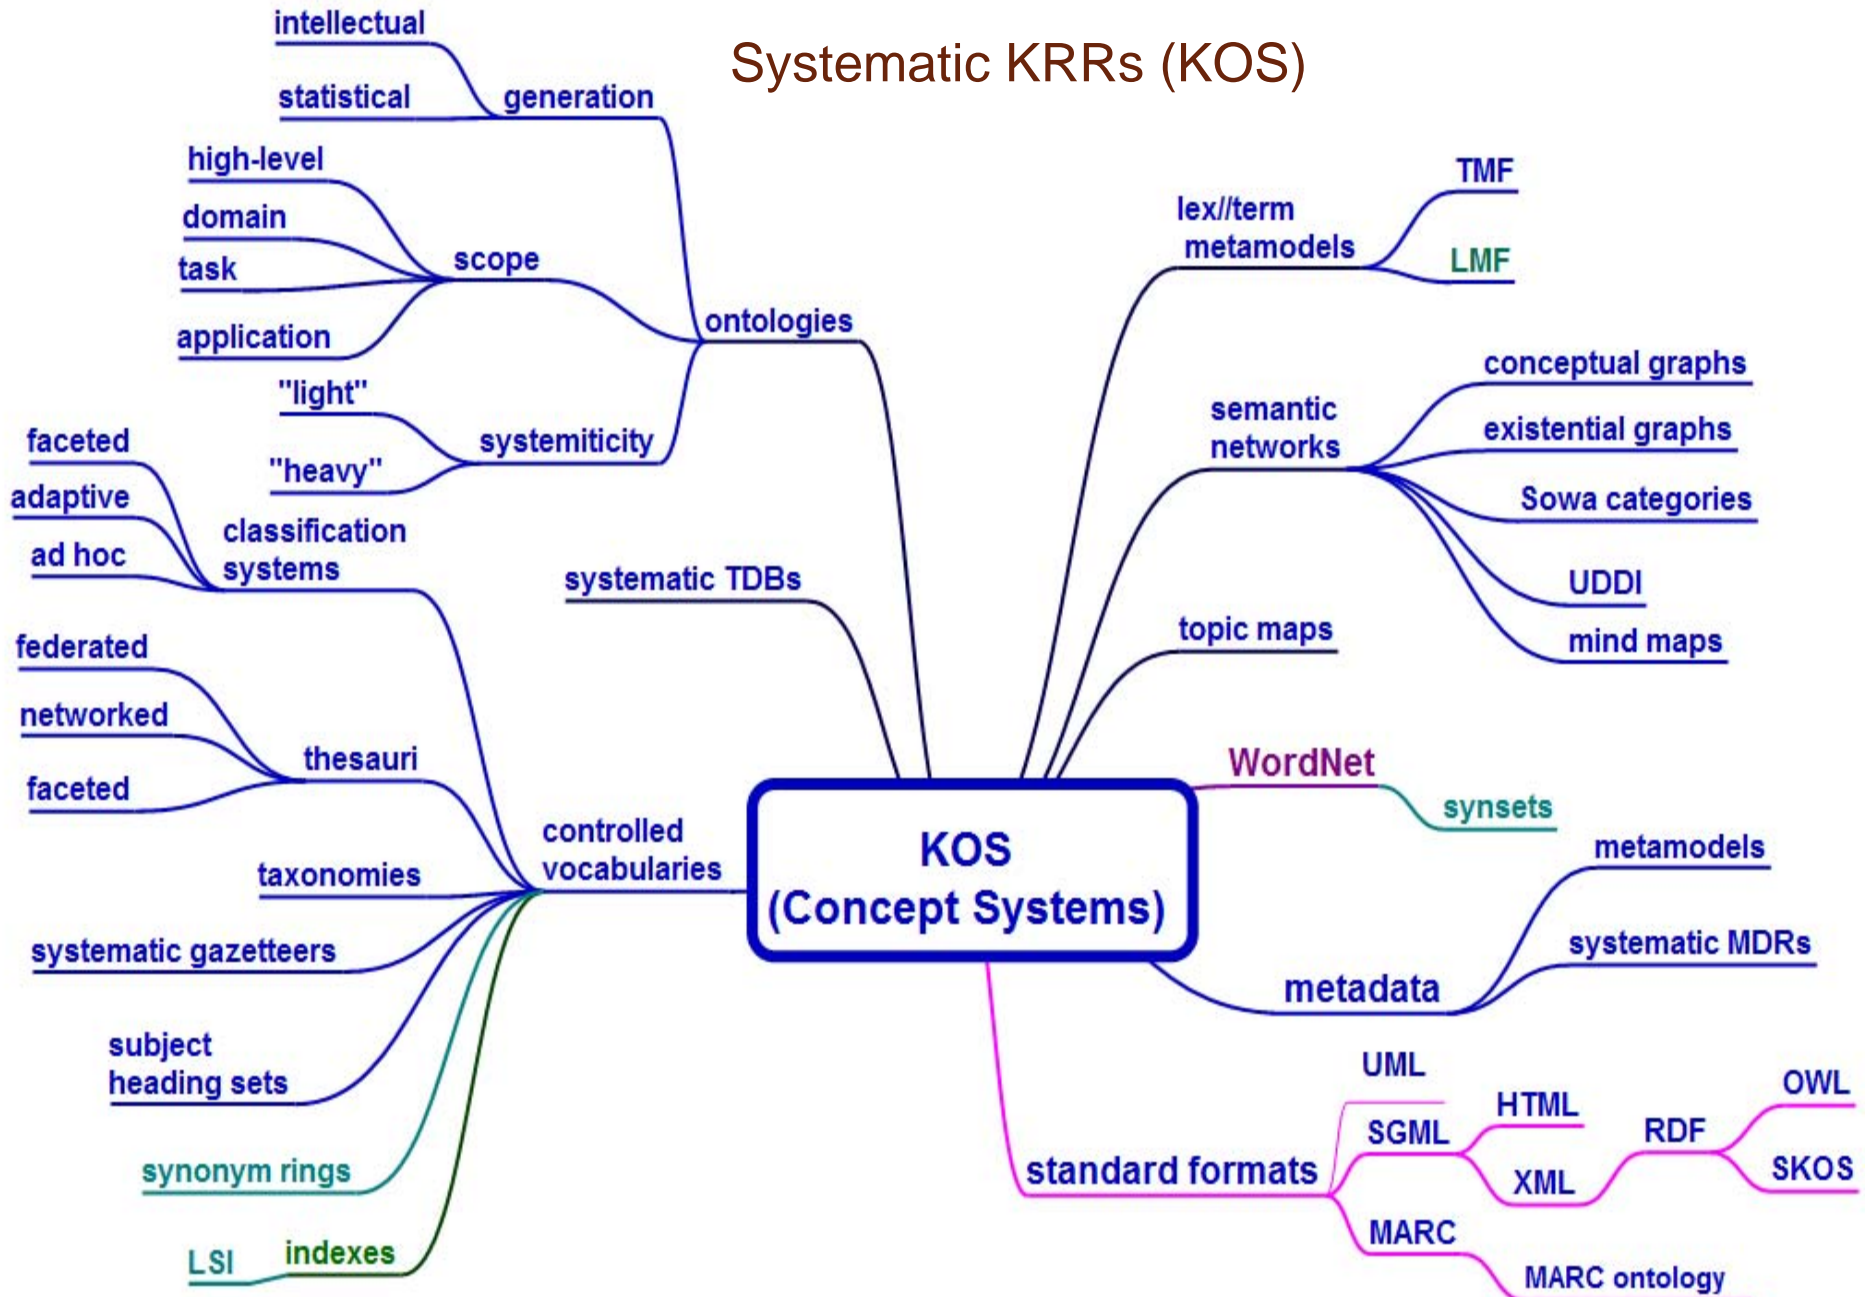 Systematic KRRs (KOS)
intellectual
statistical
generation
high-level
domain
task
application
scope
ontologies
"light"
"heavy"
systemiticity
faceted
adaptive
ad hoc
classification
systems
systematic TDBs
federated
networked
faceted
thesauri
controlled
vocabularies
taxonomies
systematic gazetteers
subject
heading sets
synonym rings
indexes
LSI
KOS
(Concept Systems)
lex//term
metamodels
TMF
LMF
semantic
networks
conceptual graphs
existential graphs
Sowa categories
UDDI
mind maps
topic maps
WordNet
synsets
metadata
metamodels
systematic MDRs
standard formats
UML
SGML
HTML
XML
RDF
OWL
SKOS
MARC
MARC ontology